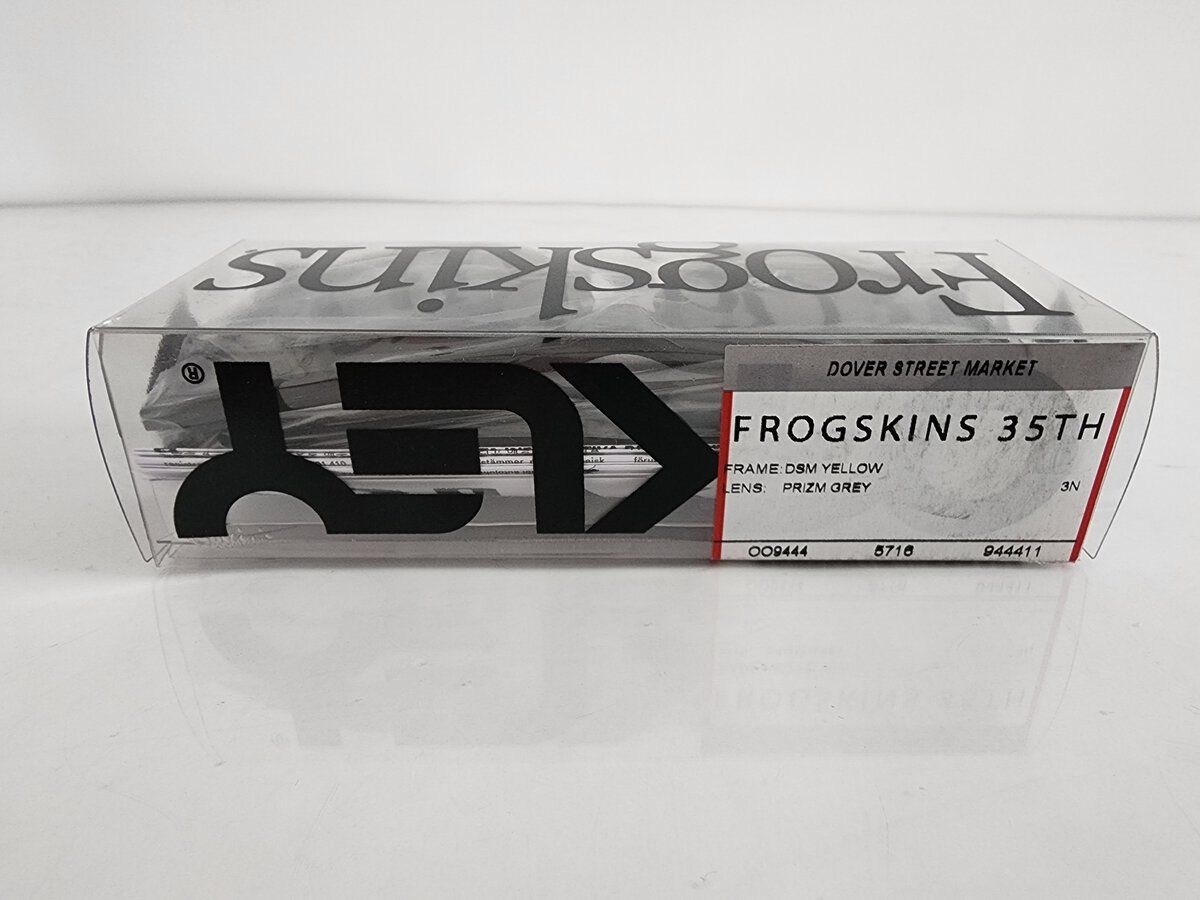 Frogskins
®
DOVER STREET MARKET
FROGSKINS 35TH
FRAME: DSM YELLOW
LENS: PRIZM GREY 3N
OO9444 5716 944411